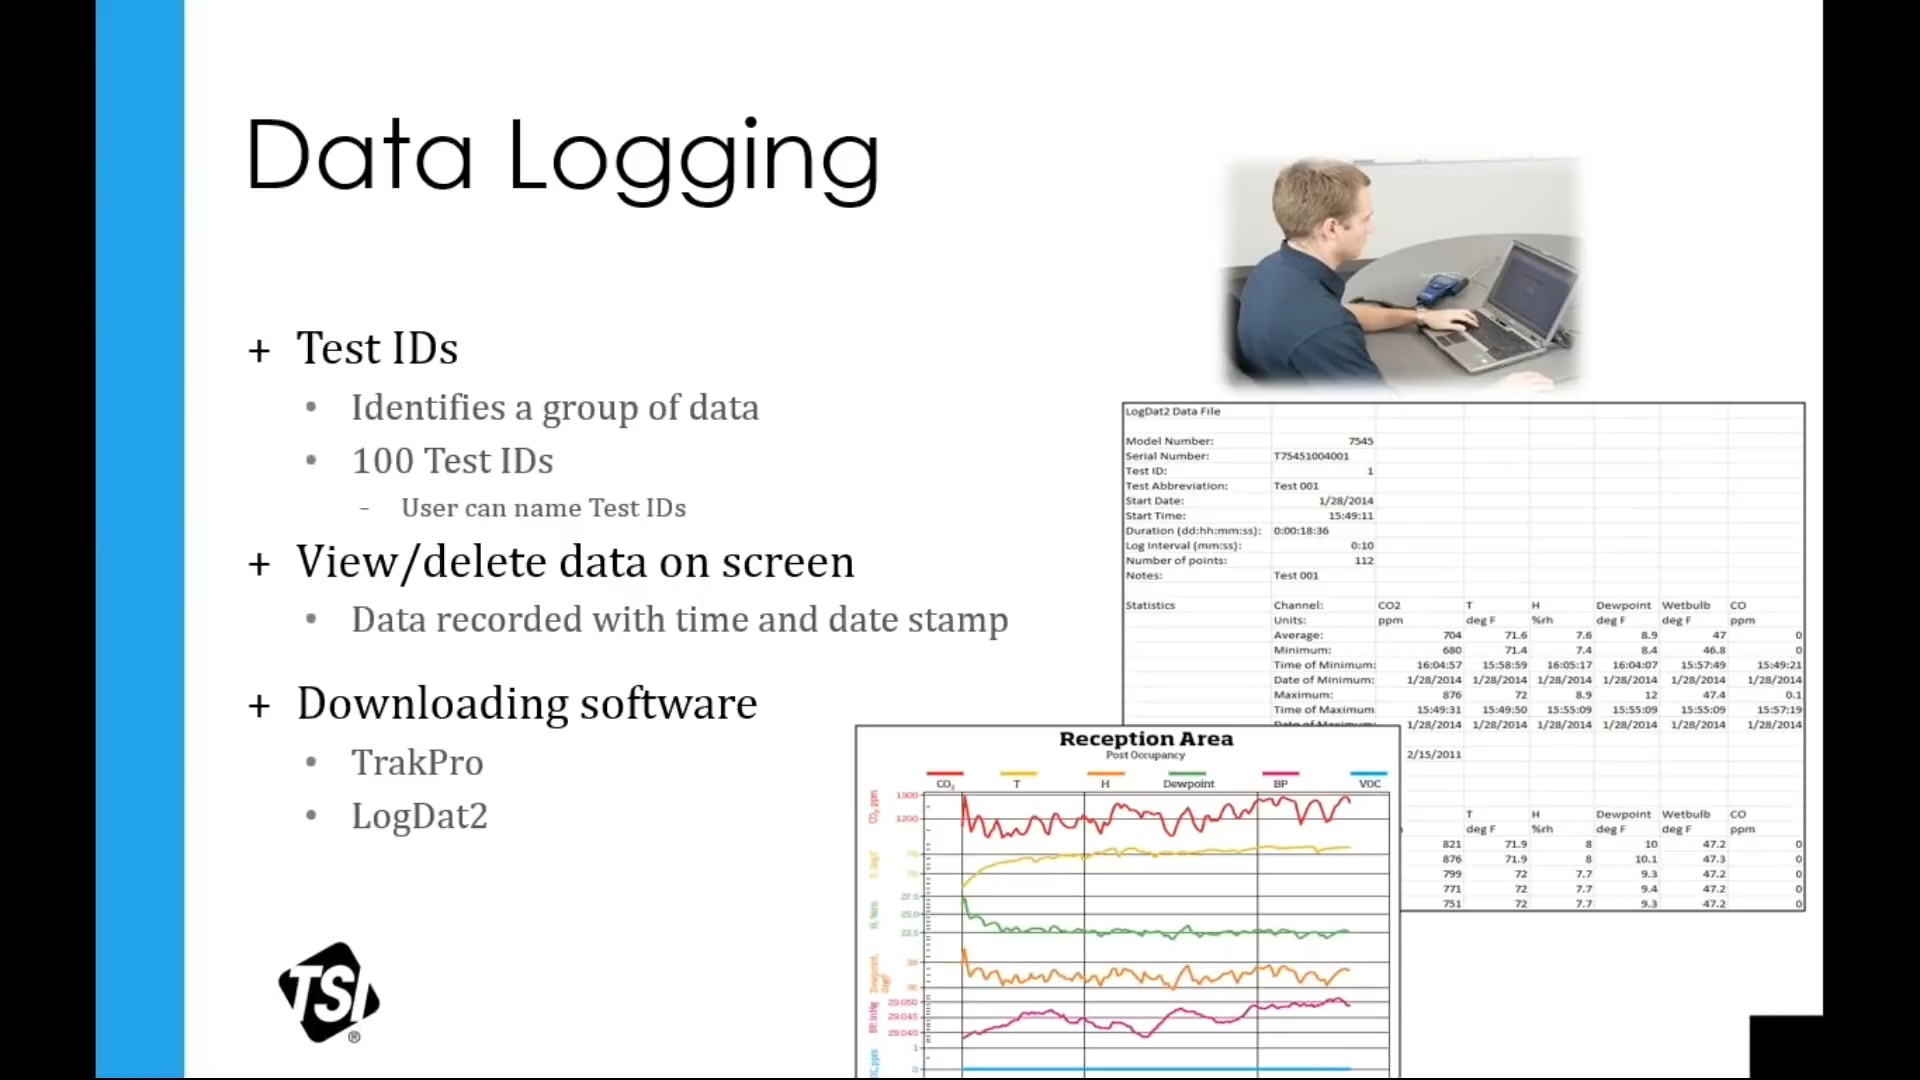 Data Logging
+ Test IDs
• Identifies a group of data
• 100 Test IDs
- User can name Test IDs
+ View/delete data on screen
• Data recorded with time and date stamp
+ Downloading software
• TrakPro
• LogDat2
TSI
®
LogDat2 Data File
Model Number: 7545
Serial Number: T75451004001
Test ID: 1
Test Abbreviation: Test 001
Start Date: 1/28/2014
Start Time: 15:49:11
Duration (dd:hh:mm:ss): 0:00:18:36
Log Interval (mm:ss): 0:10
Number of points: 112
Notes: Test 001
Statistics Channel: CO2 T H Dewpoint Wetbulb CO
Units: ppm deg F %rh deg F deg F ppm
Average: 704 71.6 7.6 8.9 47 0
Minimum: 680 71.4 7.4 8.4 46.8 0
Time of Minimum: 16:04:57 15:58:59 16:05:17 16:04:07 15:57:49 15:49:21
Date of Minimum: 1/28/2014 1/28/2014 1/28/2014 1/28/2014 1/28/2014 1/28/2014
Maximum: 876 72 8.9 12 47.4 0.1
Time of Maximum 15:49:31 15:49:50 15:55:09 15:55:09 15:55:09 15:57:19
Date of Maximum: 1/28/2014 1/28/2014 1/28/2014 1/28/2014 1/28/2014 1/28/2014
2/15/2011
T H Dewpoint Wetbulb CO
deg F %rh deg F deg F ppm
821 71.9 8 10 47.2 0
876 71.9 8 10.1 47.3 0
799 72 7.7 9.3 47.2 0
771 72 7.7 9.4 47.2 0
751 72 7.7 9.3 47.2 0
Reception Area
Post Occupancy
CO2 T H Dewpoint BP VOC
CO2 ppm
1200
27.5
25.0
22.5
Dewpoint,
BP, inHg
29.050
29.045
29.040
1
0